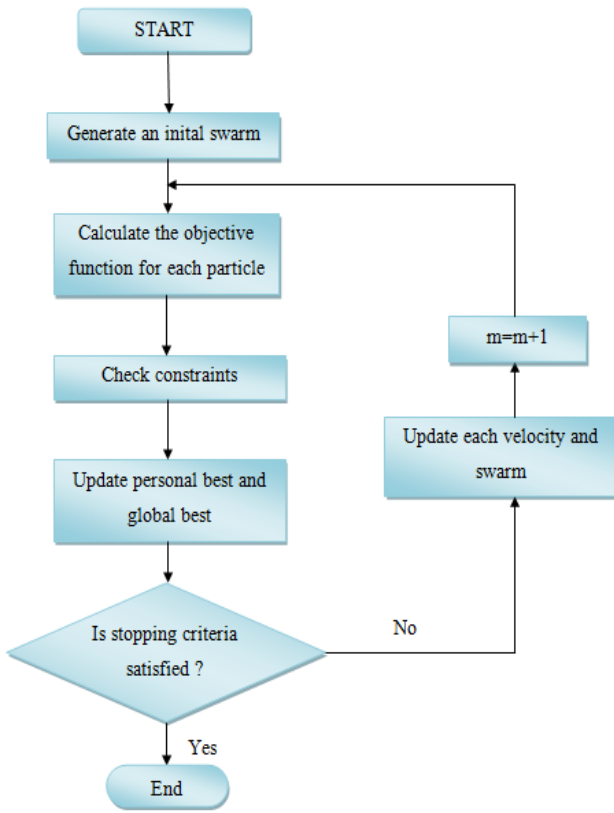 START
Generate an inital swarm
Calculate the objective
function for each particle
Check constraints
Update personal best and
global best
Is stopping criteria
satisfied ?
No
Yes
End
Update each velocity and
swarm
m=m+1